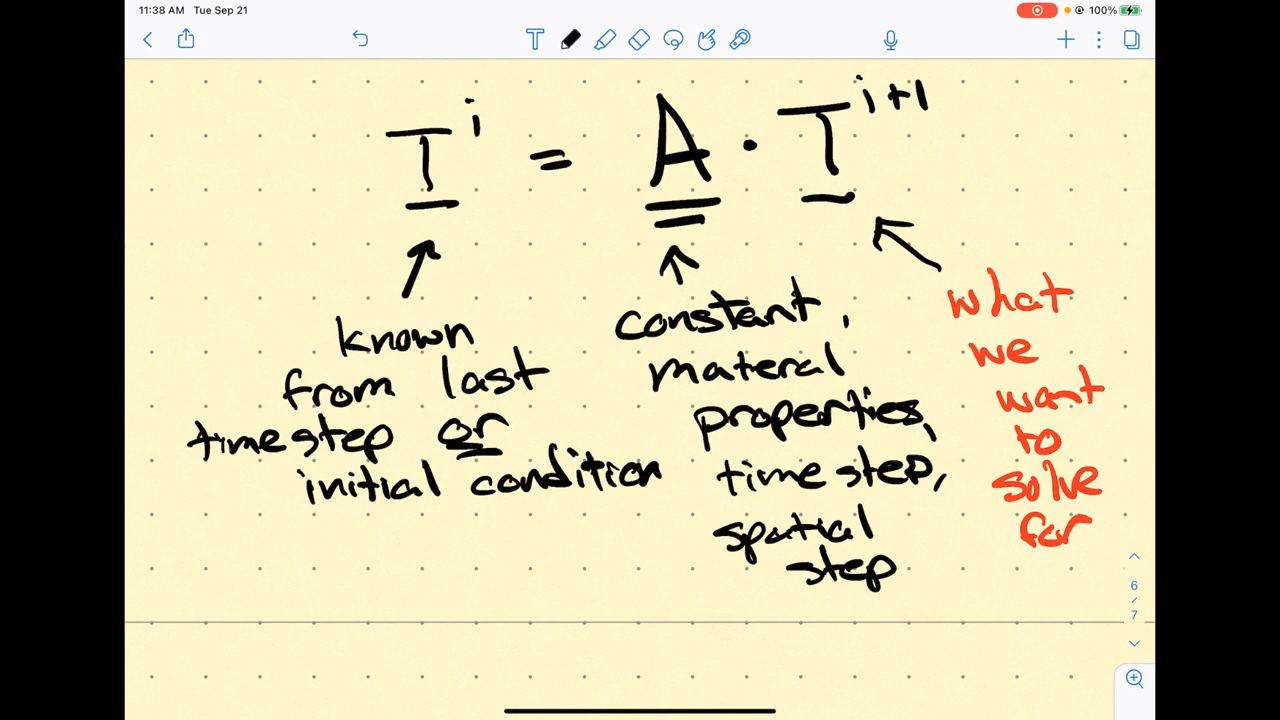 11:38 AM Tue Sep 21
100%
T^i = A · T^i+1
known
from last
timestep or
initial condition
constant,
materal
properties,
time step,
spatial
step
what
we
want
to
solve
for
6
/
7